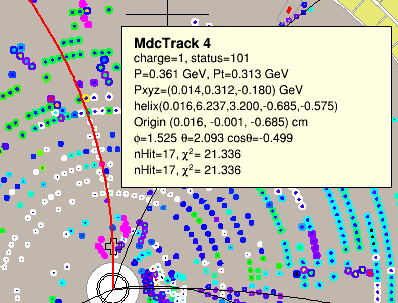 MdcTrack 4
charge=1, status=101
P=0.361 GeV, Pt=0.313 GeV
Pxyz=(0.014,0.312,-0.180) GeV
helix(0.016,6.237,3.200,-0.685,-0.575)
Origin (0.016, -0.001, -0.685) cm
ϕ=1.525 θ=2.093 cosθ=-0.499
nHit=17, χ²= 21.336
nHit=17, χ²= 21.336